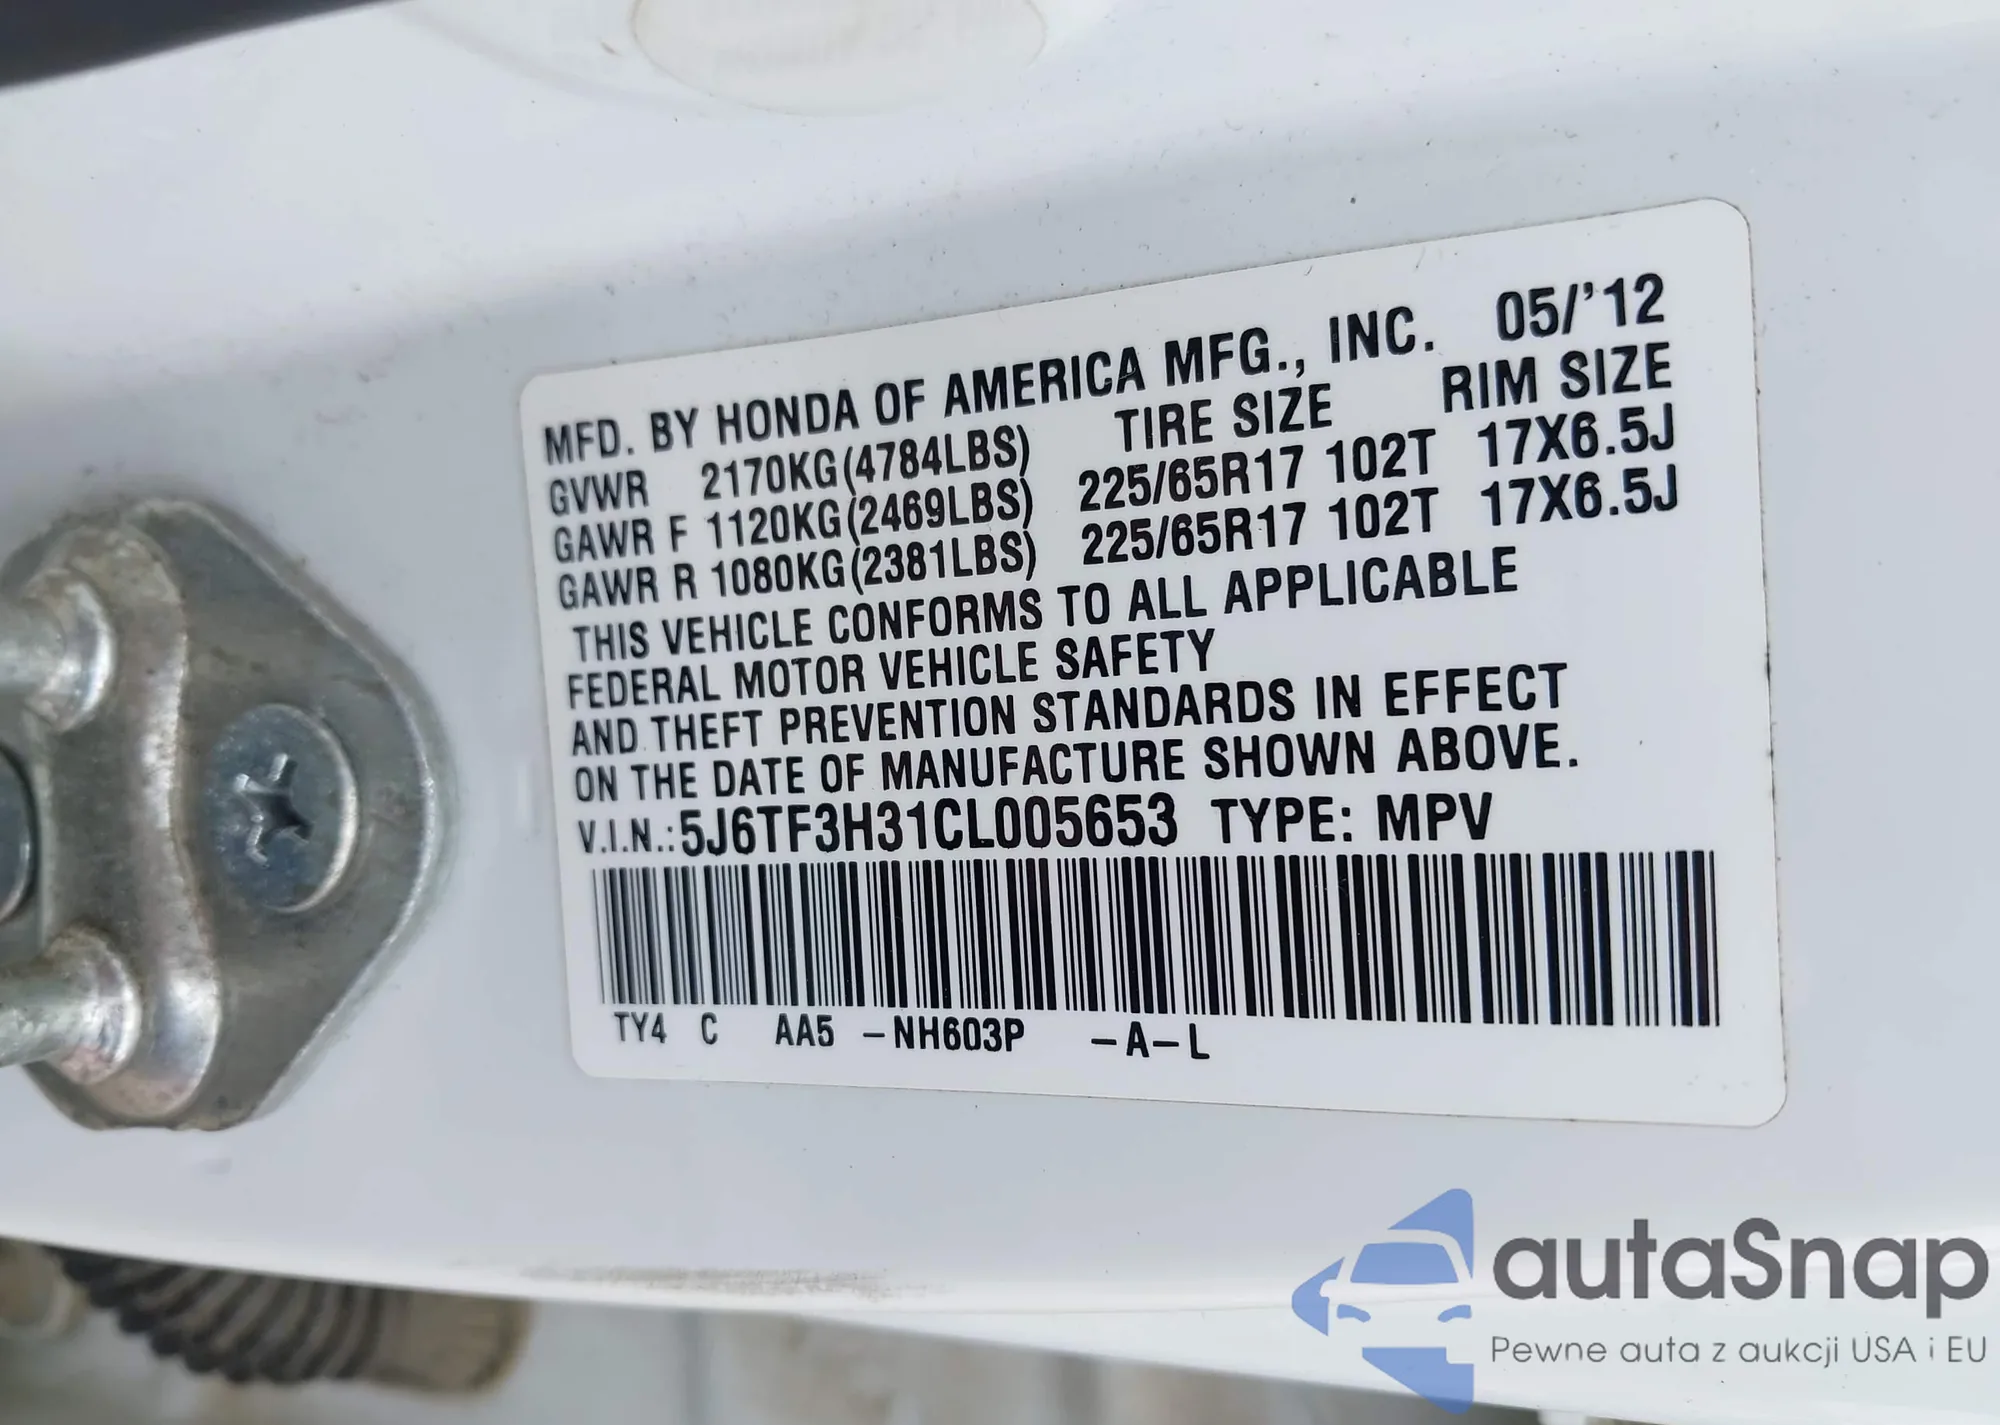 MFD. BY HONDA OF AMERICA MFG., INC. 05/'12
GVWR 2170KG(4784LBS) TIRE SIZE RIM SIZE
GAWR F 1120KG(2469LBS) 225/65R17 102T 17X6.5J
GAWR R 1080KG(2381LBS) 225/65R17 102T 17X6.5J
THIS VEHICLE CONFORMS TO ALL APPLICABLE
FEDERAL MOTOR VEHICLE SAFETY
AND THEFT PREVENTION STANDARDS IN EFFECT
ON THE DATE OF MANUFACTURE SHOWN ABOVE.
V.I.N.:5J6TF3H31CL005653 TYPE: MPV
TY4 C AA5 –NH603P –A–L
autaSnap
Pewne auta z aukcji USA i EU